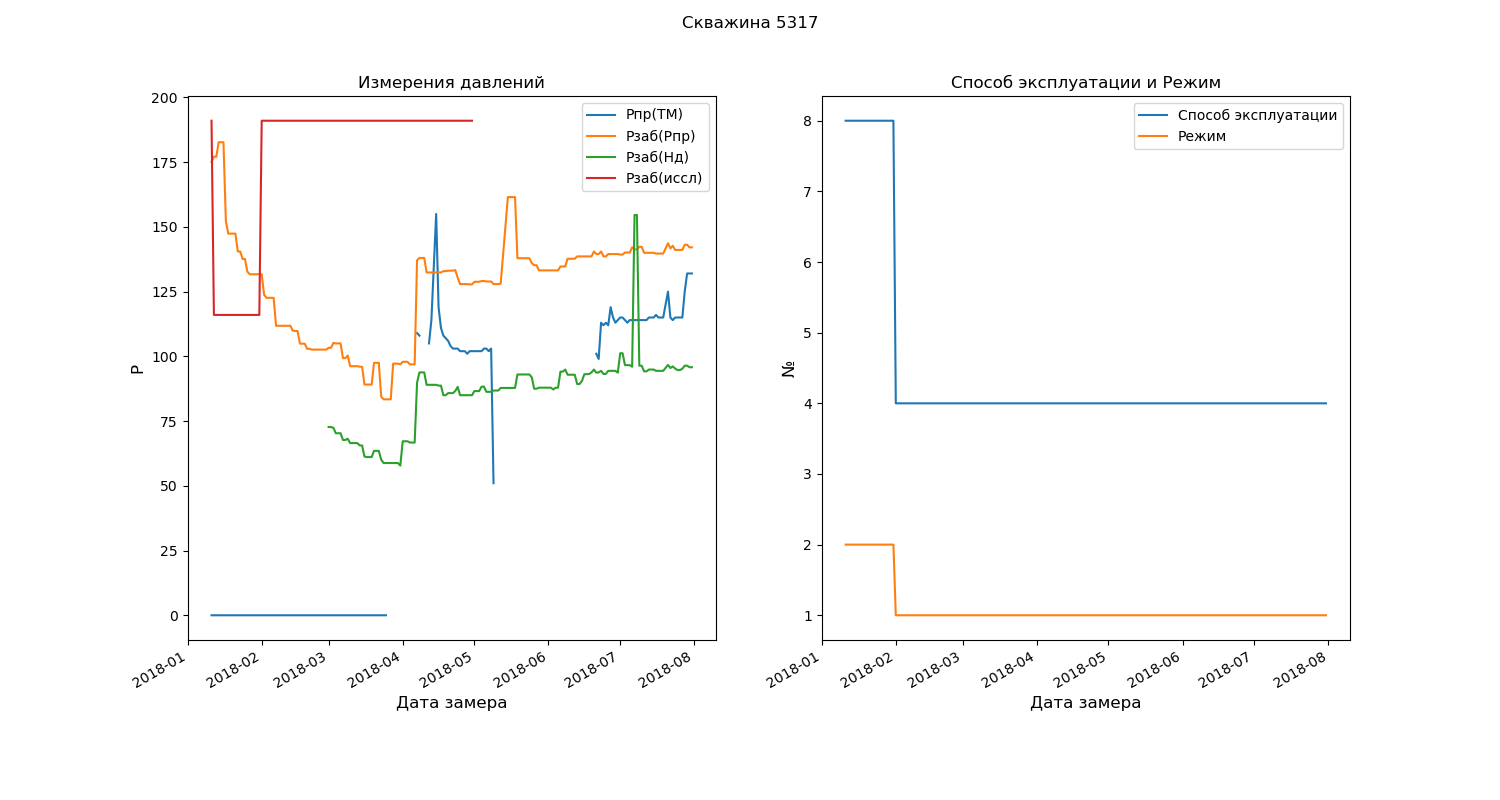 Скважина 5317
Измерения давлений
Рпр(ТМ)
Рзаб(Рпр)
Рзаб(Нд)
Рзаб(иссл)
200
175
150
125
100
75
50
25
0
Р
2018-01
2018-02
2018-03
2018-04
2018-05
2018-06
2018-07
2018-08
Дата замера
Способ эксплуатации и Режим
Способ эксплуатации
Режим
8
7
6
5
4
3
2
1
№
2018-01
2018-02
2018-03
2018-04
2018-05
2018-06
2018-07
2018-08
Дата замера